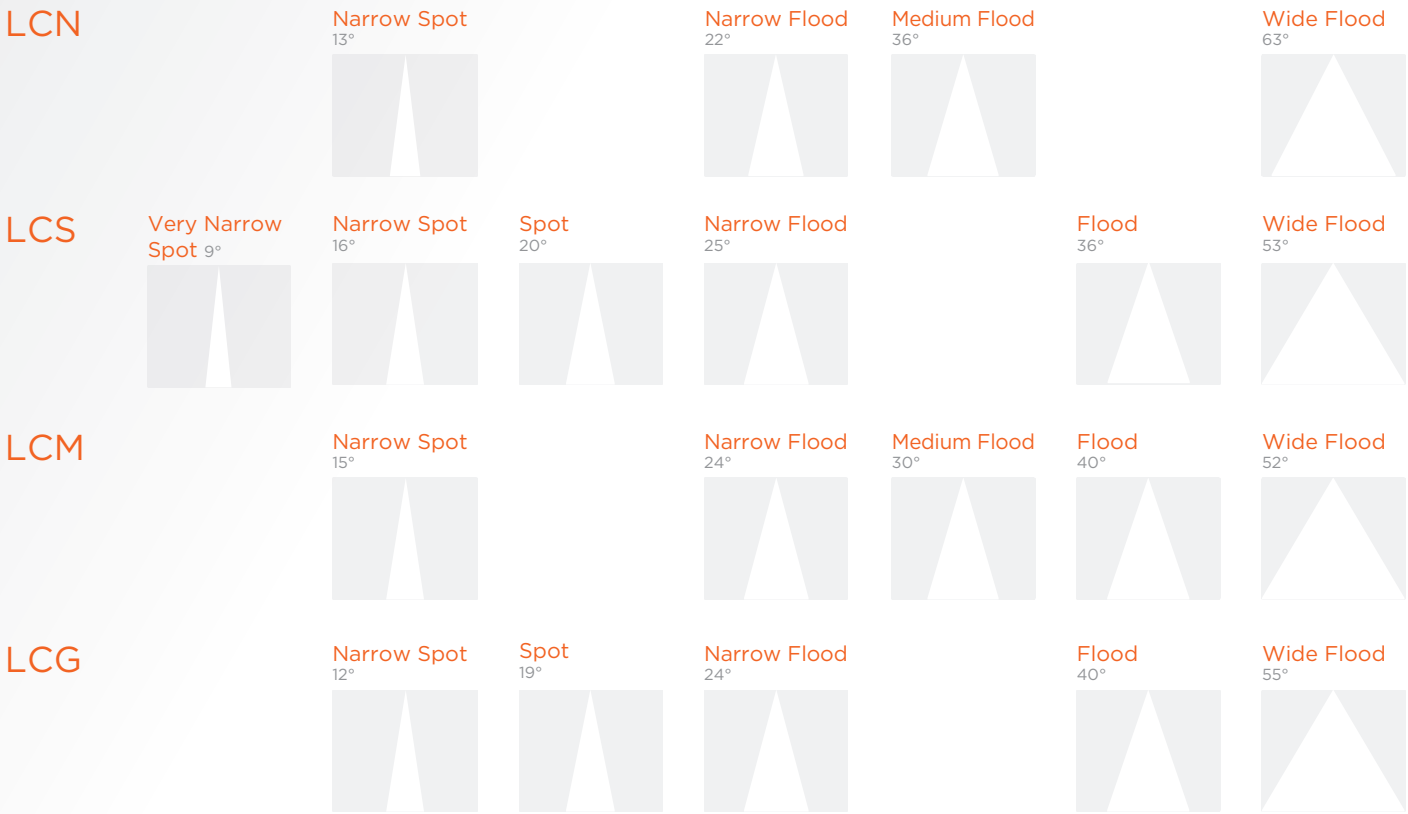 LCN
Narrow Spot
13°
Narrow Flood
22°
Medium Flood
36°
Wide Flood
63°
LCS
Very Narrow
Spot 9°
Narrow Spot
16°
Spot
20°
Narrow Flood
25°
Flood
36°
Wide Flood
53°
LCM
Narrow Spot
15°
Narrow Flood
24°
Medium Flood
30°
Flood
40°
Wide Flood
52°
LCG
Narrow Spot
12°
Spot
19°
Narrow Flood
24°
Flood
40°
Wide Flood
55°